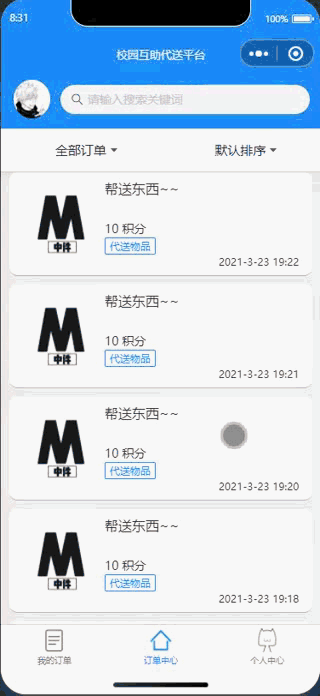 8:31
100%
校园互助代送平台
请输入搜索关键词
全部订单
默认排序
帮送东西~~
10 积分
代送物品
2021-3-23 19:22
帮送东西~~
10 积分
代送物品
2021-3-23 19:21
帮送东西~~
10 积分
代送物品
2021-3-23 19:20
帮送东西~~
10 积分
代送物品
2021-3-23 19:18
我的订单
订单中心
个人中心